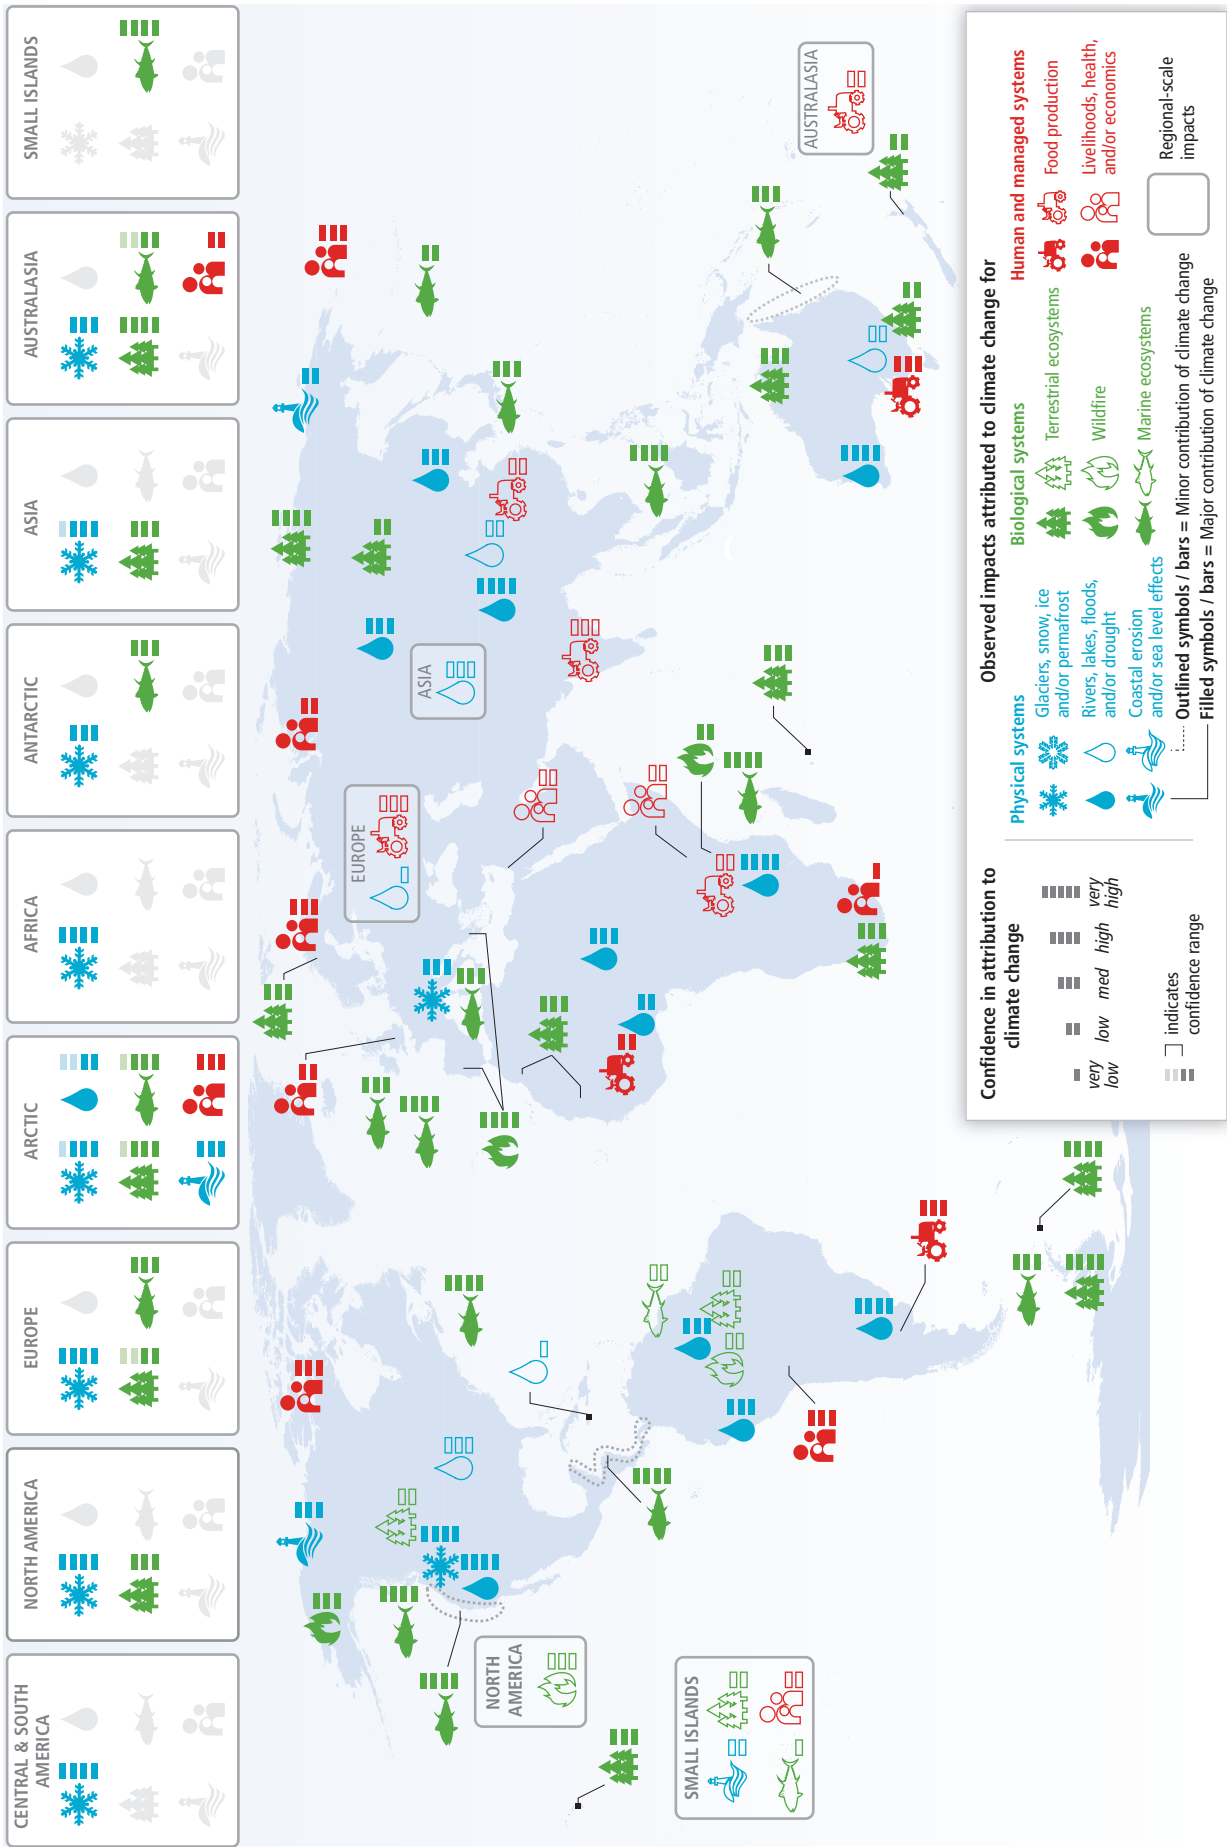 CENTRAL & SOUTH
AMERICA
NORTH AMERICA
EUROPE
ARCTIC
AFRICA
ANTARCTIC
ASIA
AUSTRALASIA
SMALL ISLANDS
EUROPE
ASIA
NORTH
AMERICA
SMALL ISLANDS
AUSTRALASIA
Confidence in attribution to
climate change
very
low
low
med
high
very
high
indicates
confidence range
Observed impacts attributed to climate change for
Physical systems
Glaciers, snow, ice
and/or permafrost
Rivers, lakes, floods,
and/or drought
Coastal erosion
and/or sea level effects
Biological systems
Terrestrial ecosystems
Wildfire
Marine ecosystems
Human and managed systems
Food production
Livelihoods, health,
and/or economics
Regional-scale
impacts
Outlined symbols / bars = Minor contribution of climate change
Filled symbols / bars = Major contribution of climate change